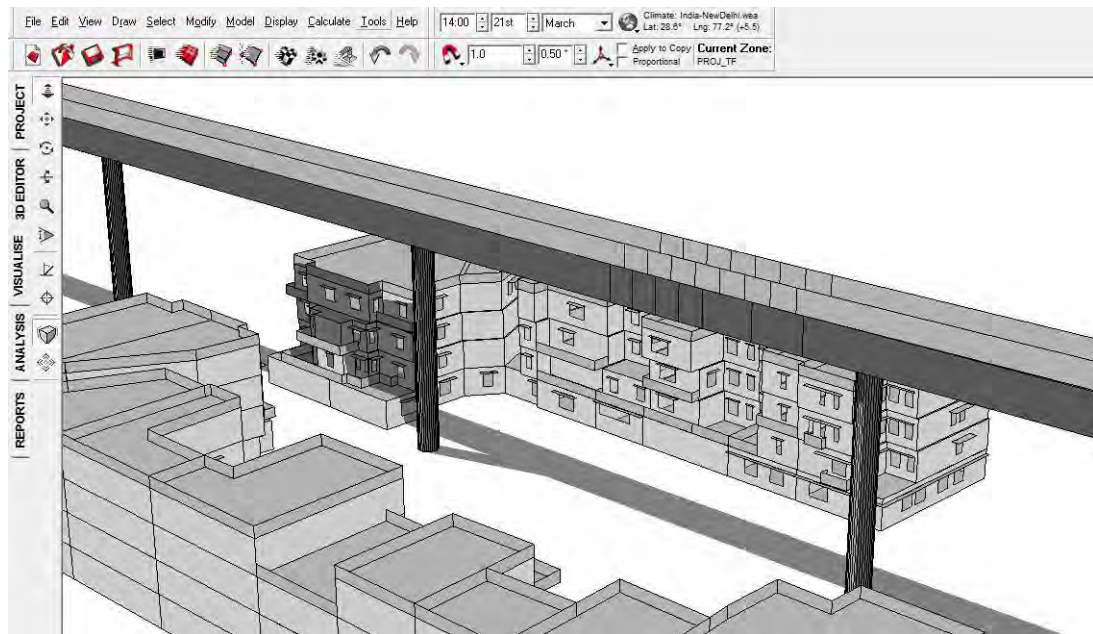 File Edit View Draw Select Modify Model Display Calculate Tools Help
14:00 21st March
Climate: India-NewDelhi.wea
Lat: 28.6° Lng: 77.2° (+5.5)
1.0 0.50 °
Apply to Copy
Proportional
Current Zone:
PROJ_TF
PROJECT
3D EDITOR
VISUALISE
ANALYSIS
REPORTS